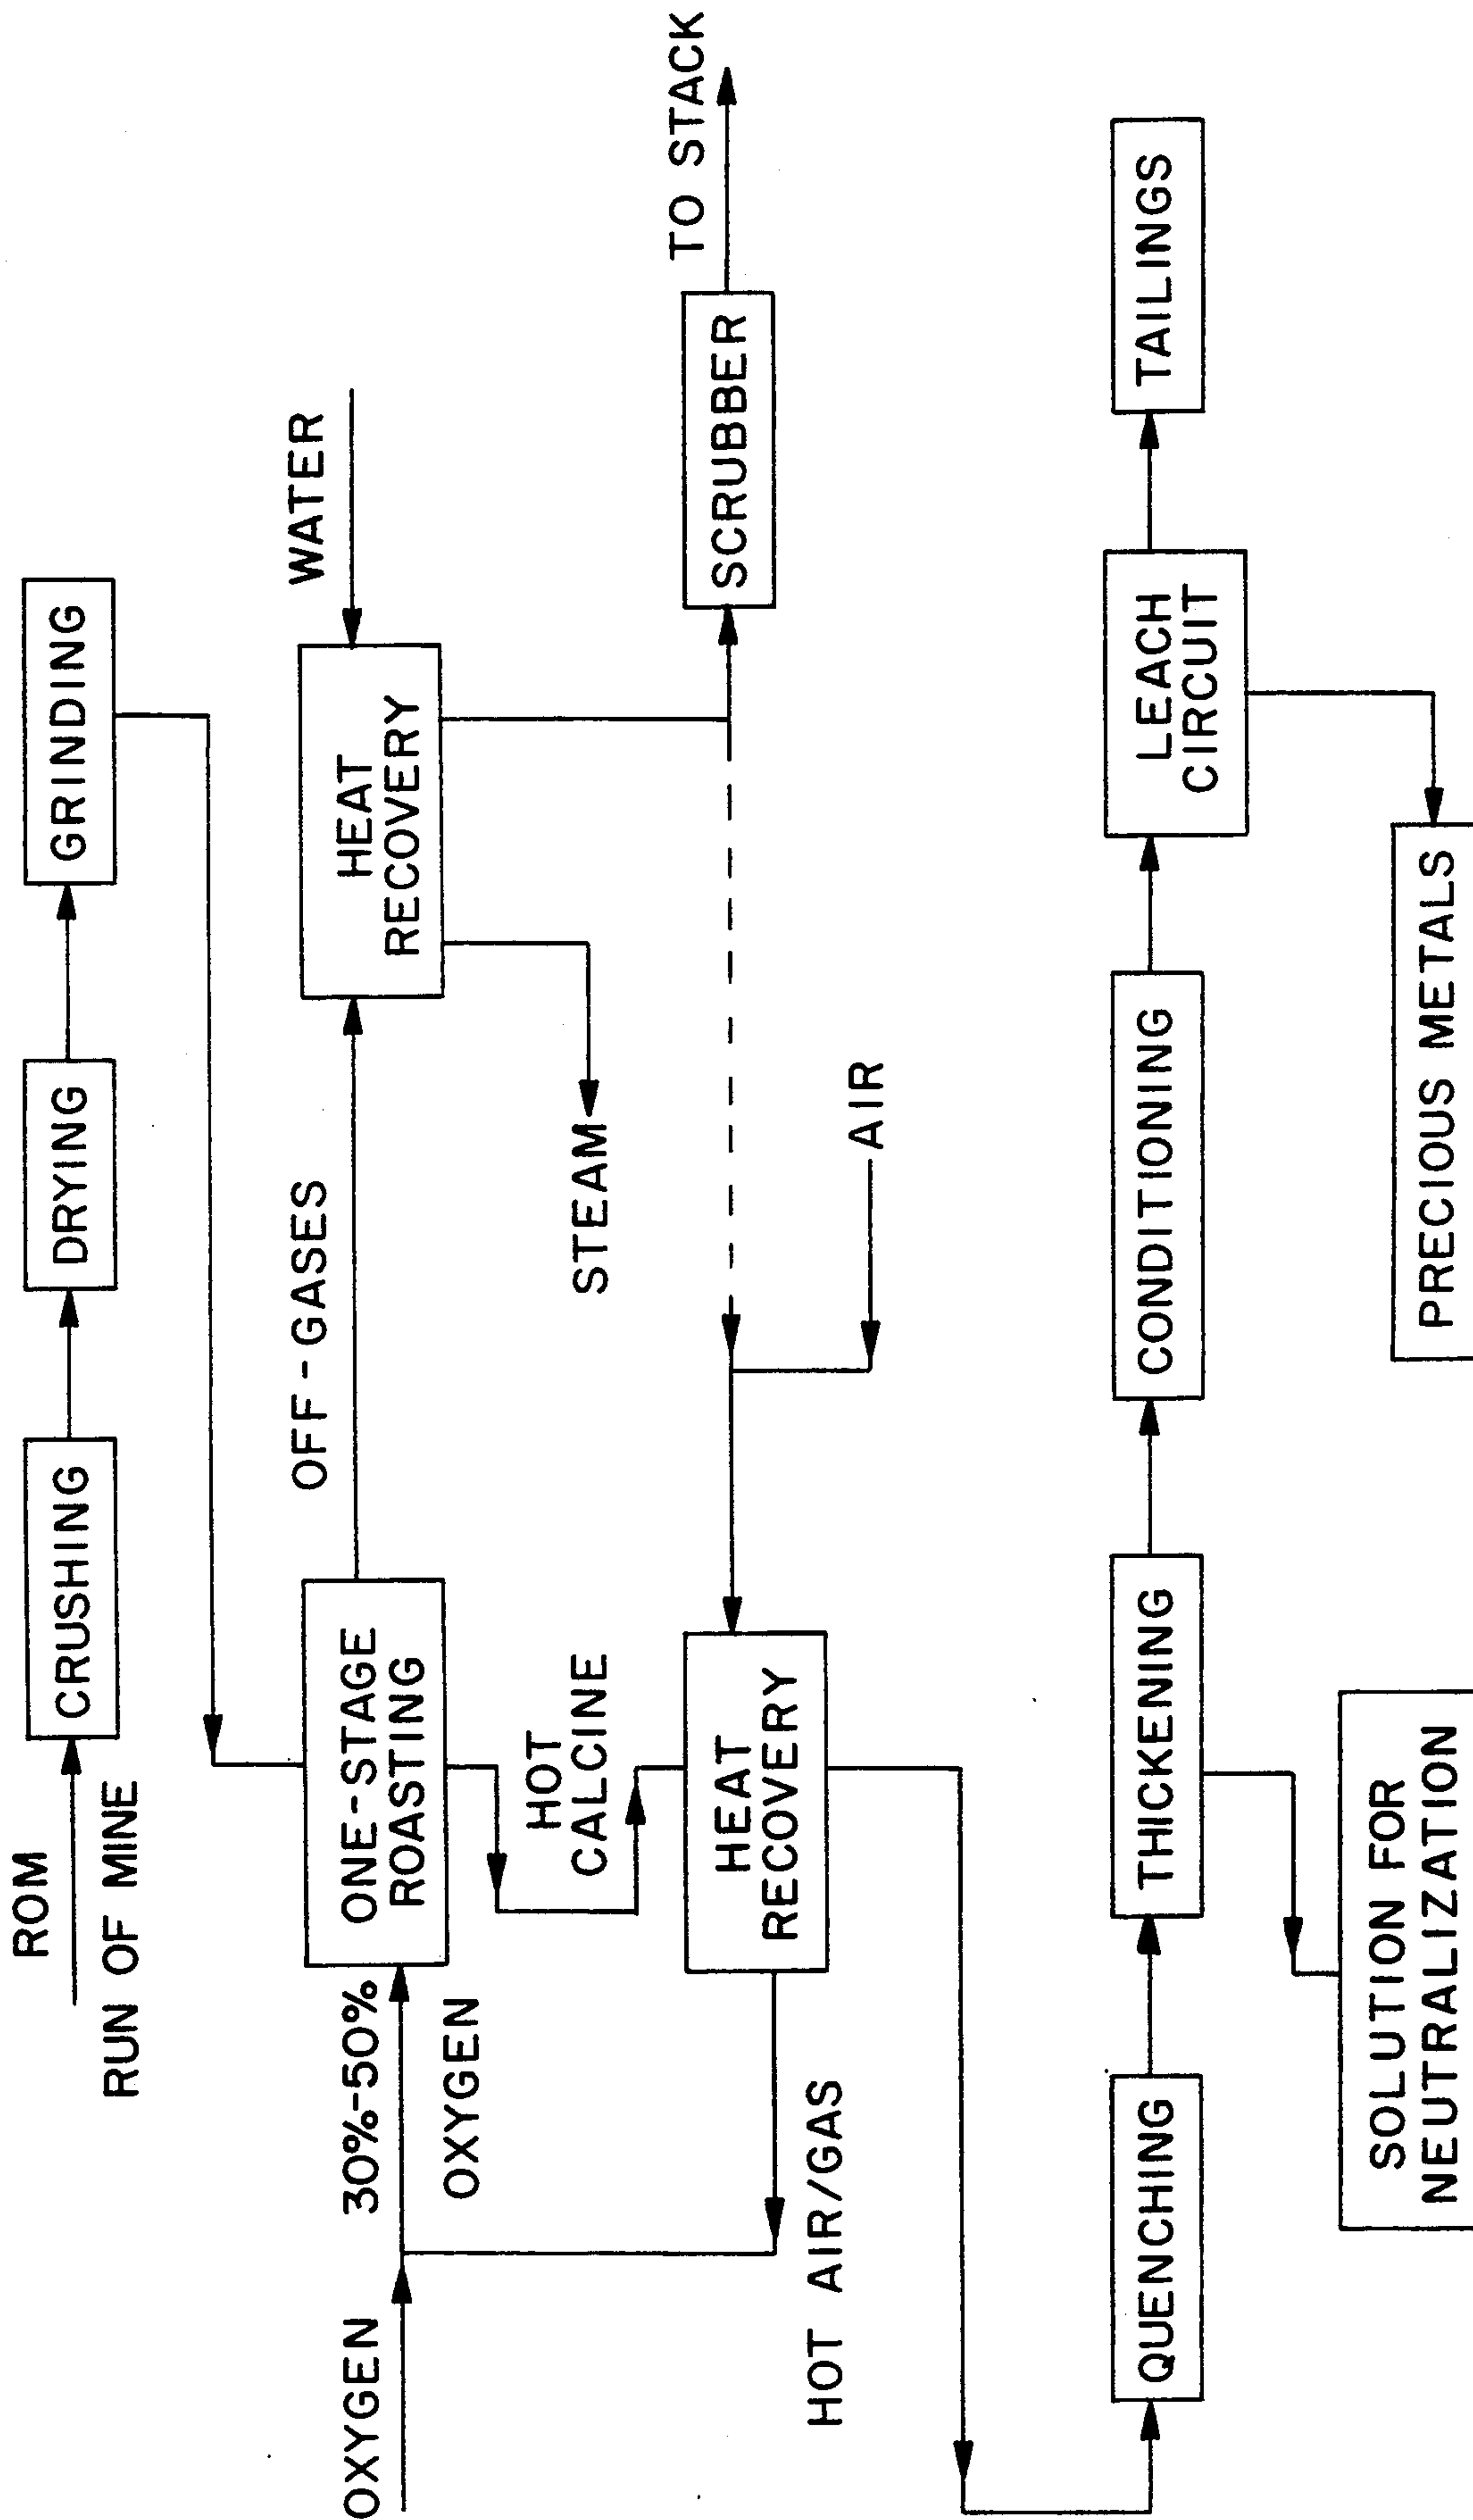 ROM
RUN OF MINE
CRUSHING
DRYING
GRINDING
OXYGEN
30%-50%
OXYGEN
ONE-STAGE
ROASTING
OFF-GASES
HEAT
RECOVERY
WATER
HOT
CALCINE
STEAM
HOT AIR/GAS
HEAT
RECOVERY
AIR
SCRUBBER
TO STACK
QUENCHING
THICKENING
CONDITIONING
LEACH
CIRCUIT
TAILINGS
SOLUTION FOR
NEUTRALIZATION
PRECIOUS METALS